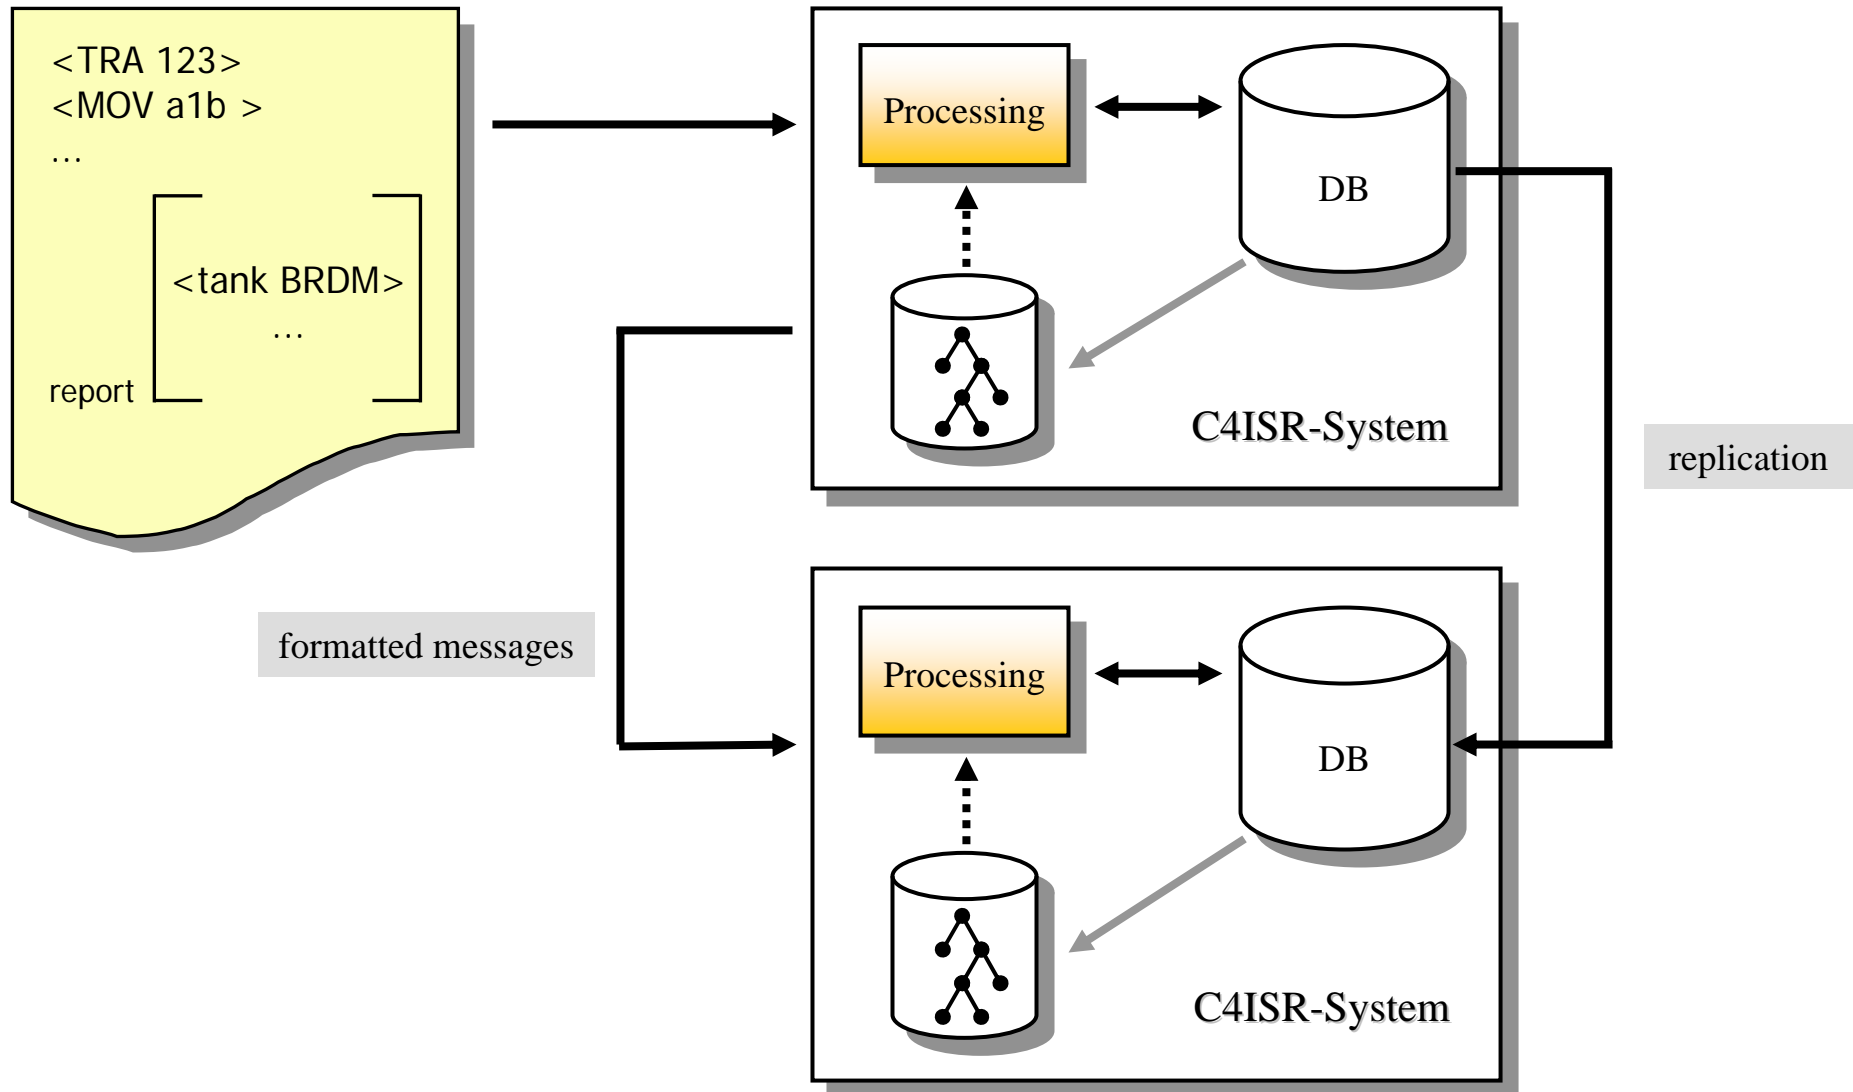 <TRA 123>
<MOV a1b >
...
<tank BRDM>
...
report
Processing
DB
C4ISR-System
replication
formatted messages
Processing
DB
C4ISR-System